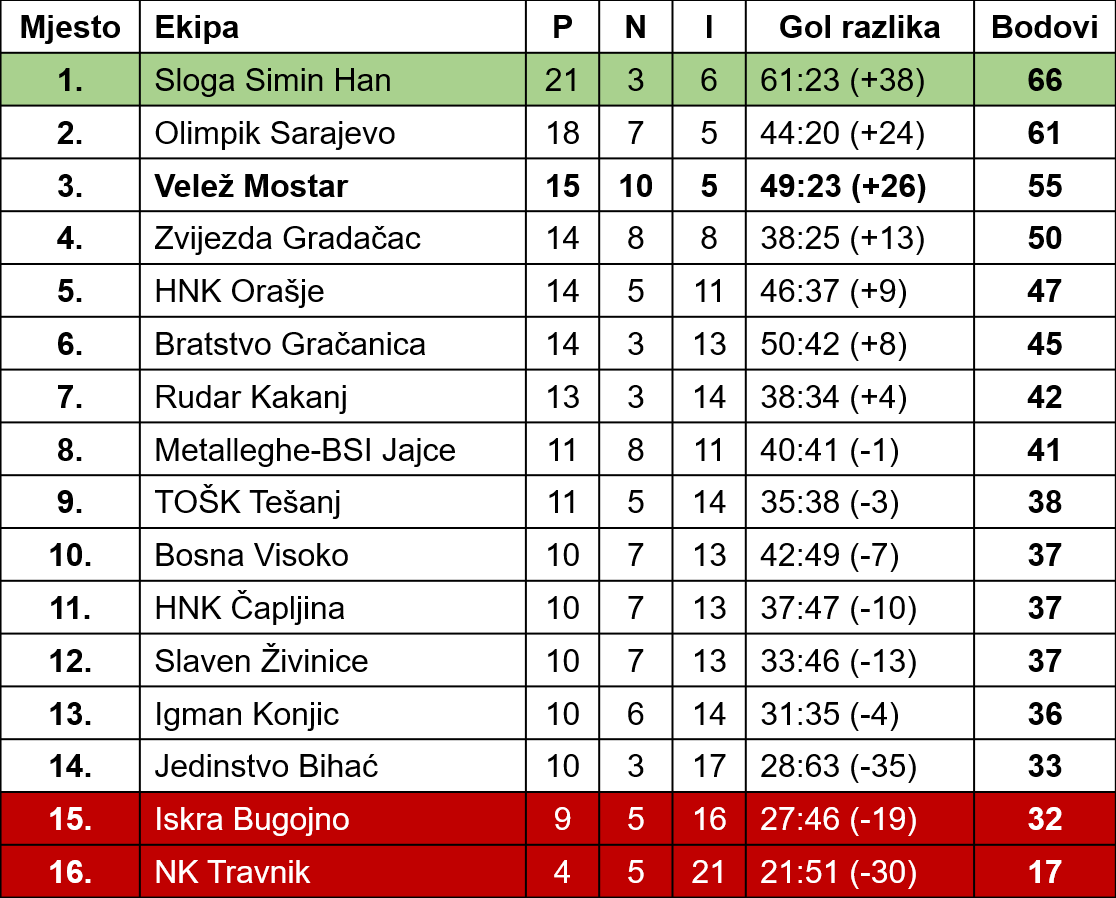 Mjesto Ekipa P N I Gol razlika Bodovi
1. Sloga Simin Han 21 3 6 61:23 (+38) 66
2. Olimpik Sarajevo 18 7 5 44:20 (+24) 61
3. Velež Mostar 15 10 5 49:23 (+26) 55
4. Zvijezda Gradačac 14 8 8 38:25 (+13) 50
5. HNK Orašje 14 5 11 46:37 (+9) 47
6. Bratstvo Gračanica 14 3 13 50:42 (+8) 45
7. Rudar Kakanj 13 3 14 38:34 (+4) 42
8. Metalleghe-BSI Jajce 11 8 11 40:41 (-1) 41
9. TOŠK Tešanj 11 5 14 35:38 (-3) 38
10. Bosna Visoko 10 7 13 42:49 (-7) 37
11. HNK Čapljina 10 7 13 37:47 (-10) 37
12. Slaven Živinice 10 7 13 33:46 (-13) 37
13. Igman Konjic 10 6 14 31:35 (-4) 36
14. Jedinstvo Bihać 10 3 17 28:63 (-35) 33
15. Iskra Bugojno 9 5 16 27:46 (-19) 32
16. NK Travnik 4 5 21 21:51 (-30) 17